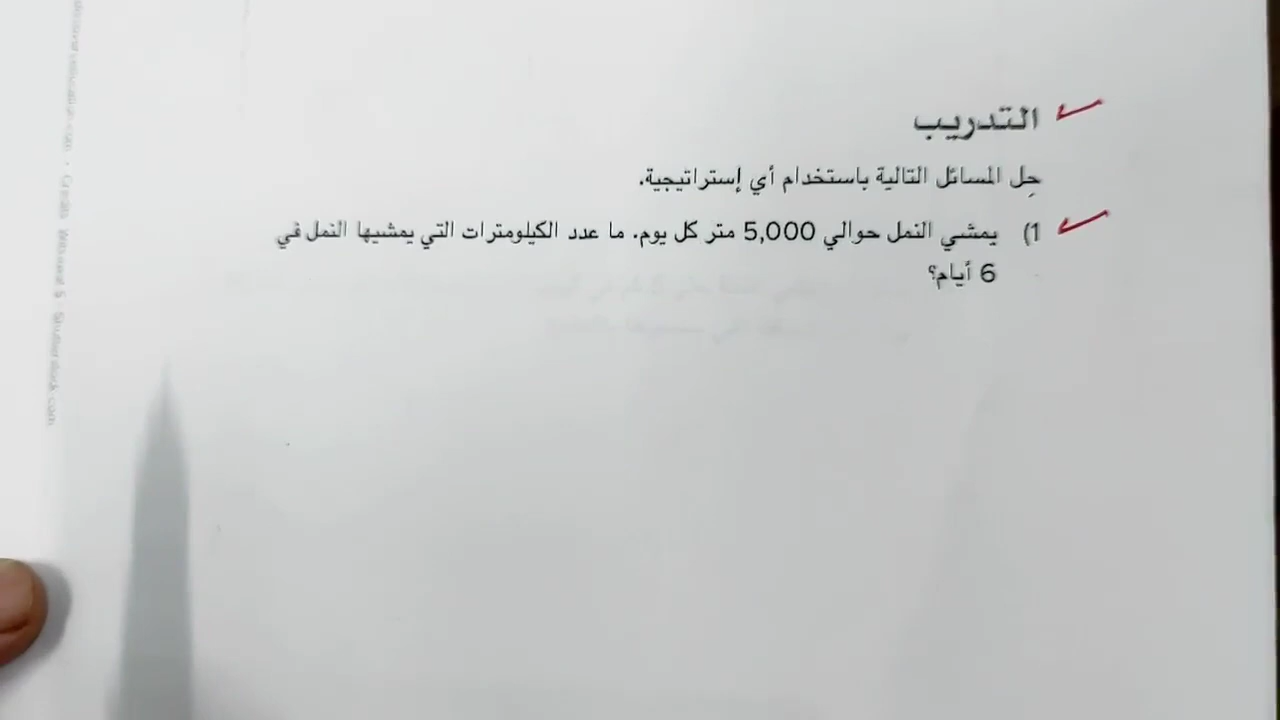 التدريب
حِل المسائل التالية باستخدام أي إستراتيجية.
1) يمشي النمل حوالي 5,000 متر كل يوم. ما عدد الكيلومترات التي يمشيها النمل في
6 أيام؟